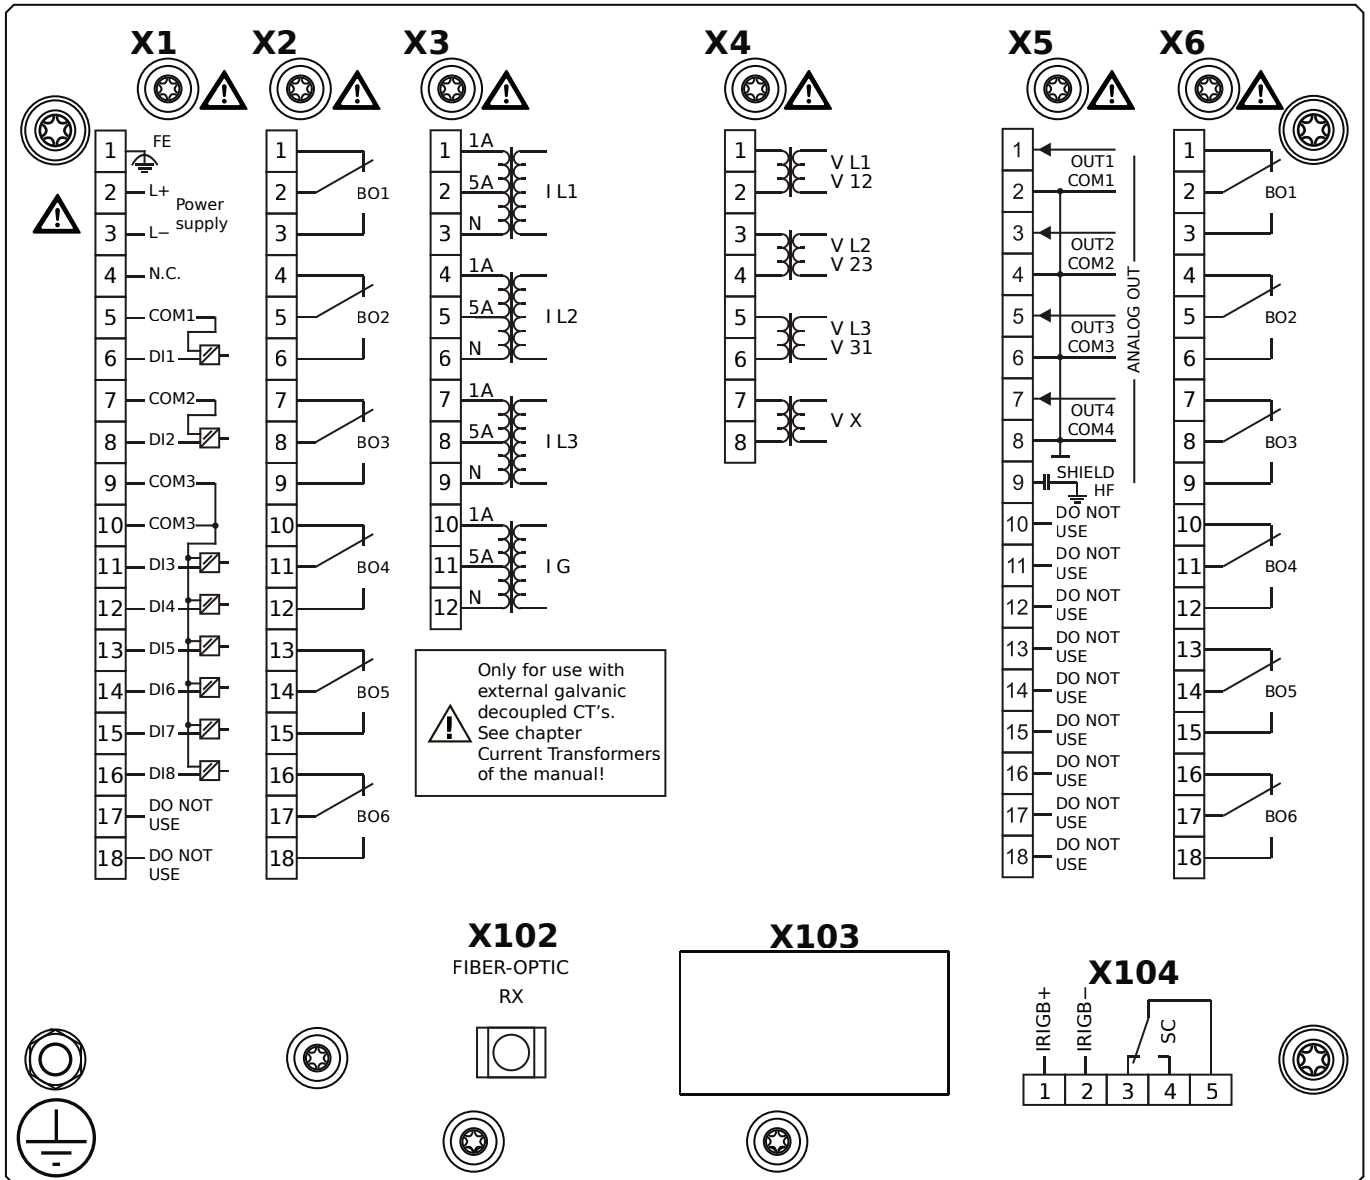 X1
X2
X3
X4
X5
X6
1 FE
2 L+
3 L−
Power
supply
4 N.C.
5 COM1
6 DI1
7 COM2
8 DI2
9 COM3
10 COM3
11 DI3
12 DI4
13 DI5
14 DI6
15 DI7
16 DI8
17 DO NOT
USE
18 DO NOT
USE
1
2 BO1
3
4
5 BO2
6
7
8 BO3
9
10
11 BO4
12
13
14 BO5
15
16
17 BO6
18
1 1A
2 5A I L1
3 N
4 1A
5 5A I L2
6 N
7 1A
8 5A I L3
9 N
10 1A
11 5A I G
12 N
Only for use with
external galvanic
decoupled CT's.
See chapter
Current Transformers
of the manual!
1 V L1
2 V 12
3 V L2
4 V 23
5 V L3
6 V 31
7 V X
8
1 OUT1
2 COM1
3 OUT2
4 COM2
5 OUT3
6 COM3
7 OUT4
8 COM4
ANALOG OUT
9 SHIELD
HF
10 DO NOT
USE
11 DO NOT
USE
12 DO NOT
USE
13 DO NOT
USE
14 DO NOT
USE
15 DO NOT
USE
16 DO NOT
USE
17 DO NOT
USE
18 DO NOT
USE
1
2 BO1
3
4
5 BO2
6
7
8 BO3
9
10
11 BO4
12
13
14 BO5
15
16
17 BO6
18
X102
FIBER-OPTIC
RX
X103
X104
IRIGB+
IRIGB−
SC
1 2 3 4 5